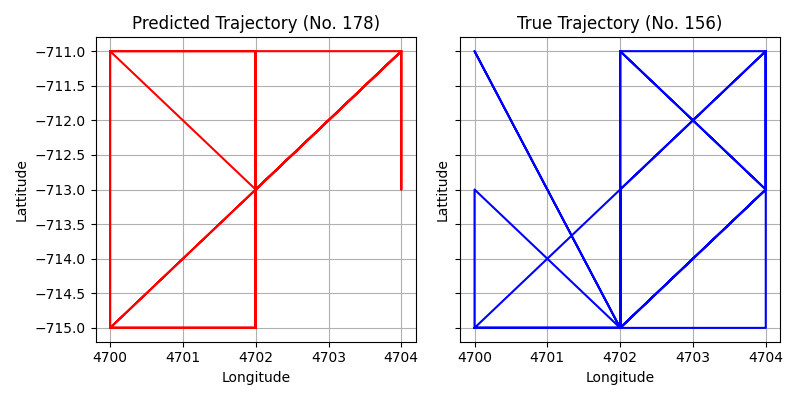 Predicted Trajectory (No. 178)
−711.0
−711.5
−712.0
−712.5
−713.0
−713.5
−714.0
−714.5
−715.0
Lattitude
4700 4701 4702 4703 4704
Longitude
True Trajectory (No. 156)
Lattitude
4700 4701 4702 4703 4704
Longitude